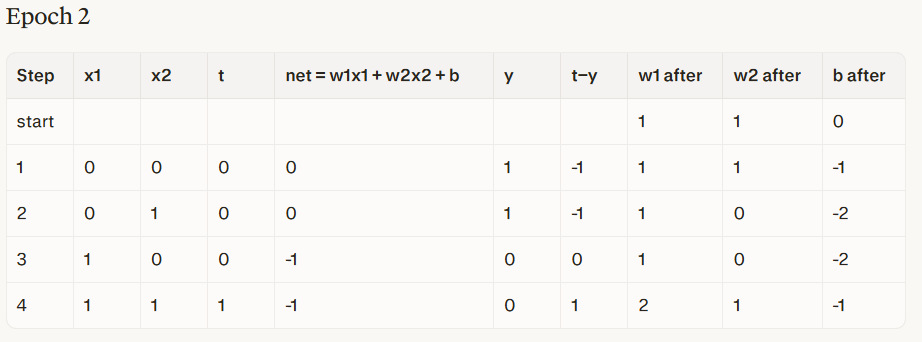 Epoch 2
Step x1 x2 t net = w1x1 + w2x2 + b y t−y w1 after w2 after b after
start 1 1 0
1 0 0 0 0 1 -1 1 1 -1
2 0 1 0 0 1 -1 1 0 -2
3 1 0 0 -1 0 0 1 0 -2
4 1 1 1 -1 0 1 2 1 -1